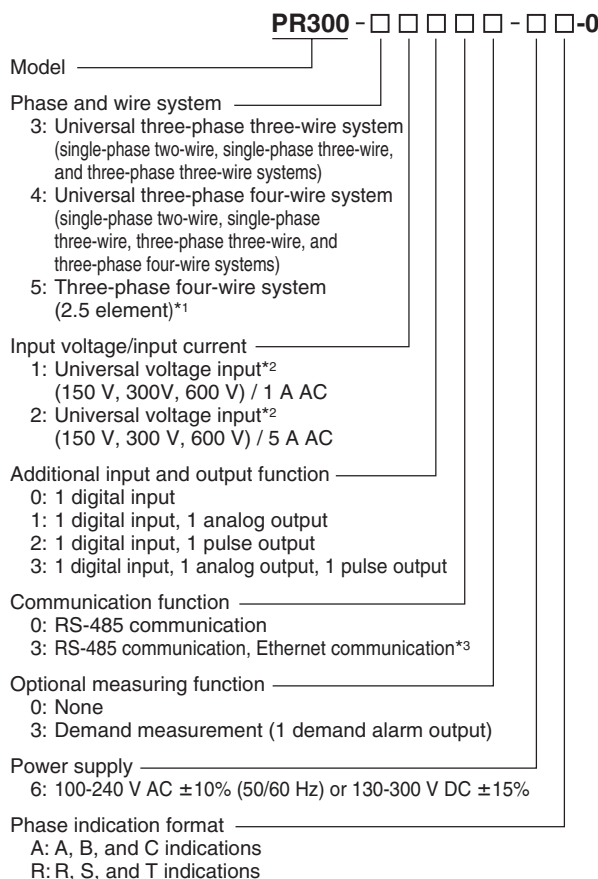 PR300 - □ □ □ □ □ - □ □-0
Model
Phase and wire system
3: Universal three-phase three-wire system
(single-phase two-wire, single-phase three-wire,
and three-phase three-wire systems)
4: Universal three-phase four-wire system
(single-phase two-wire, single-phase
three-wire, three-phase three-wire, and
three-phase four-wire systems)
5: Three-phase four-wire system
(2.5 element)*1
Input voltage/input current
1: Universal voltage input*2
(150 V, 300V, 600 V) / 1 A AC
2: Universal voltage input*2
(150 V, 300 V, 600 V) / 5 A AC
Additional input and output function
0: 1 digital input
1: 1 digital input, 1 analog output
2: 1 digital input, 1 pulse output
3: 1 digital input, 1 analog output, 1 pulse output
Communication function
0: RS-485 communication
3: RS-485 communication, Ethernet communication*3
Optional measuring function
0: None
3: Demand measurement (1 demand alarm output)
Power supply
6: 100-240 V AC ±10% (50/60 Hz) or 130-300 V DC ±15%
Phase indication format
A: A, B, and C indications
R: R, S, and T indications